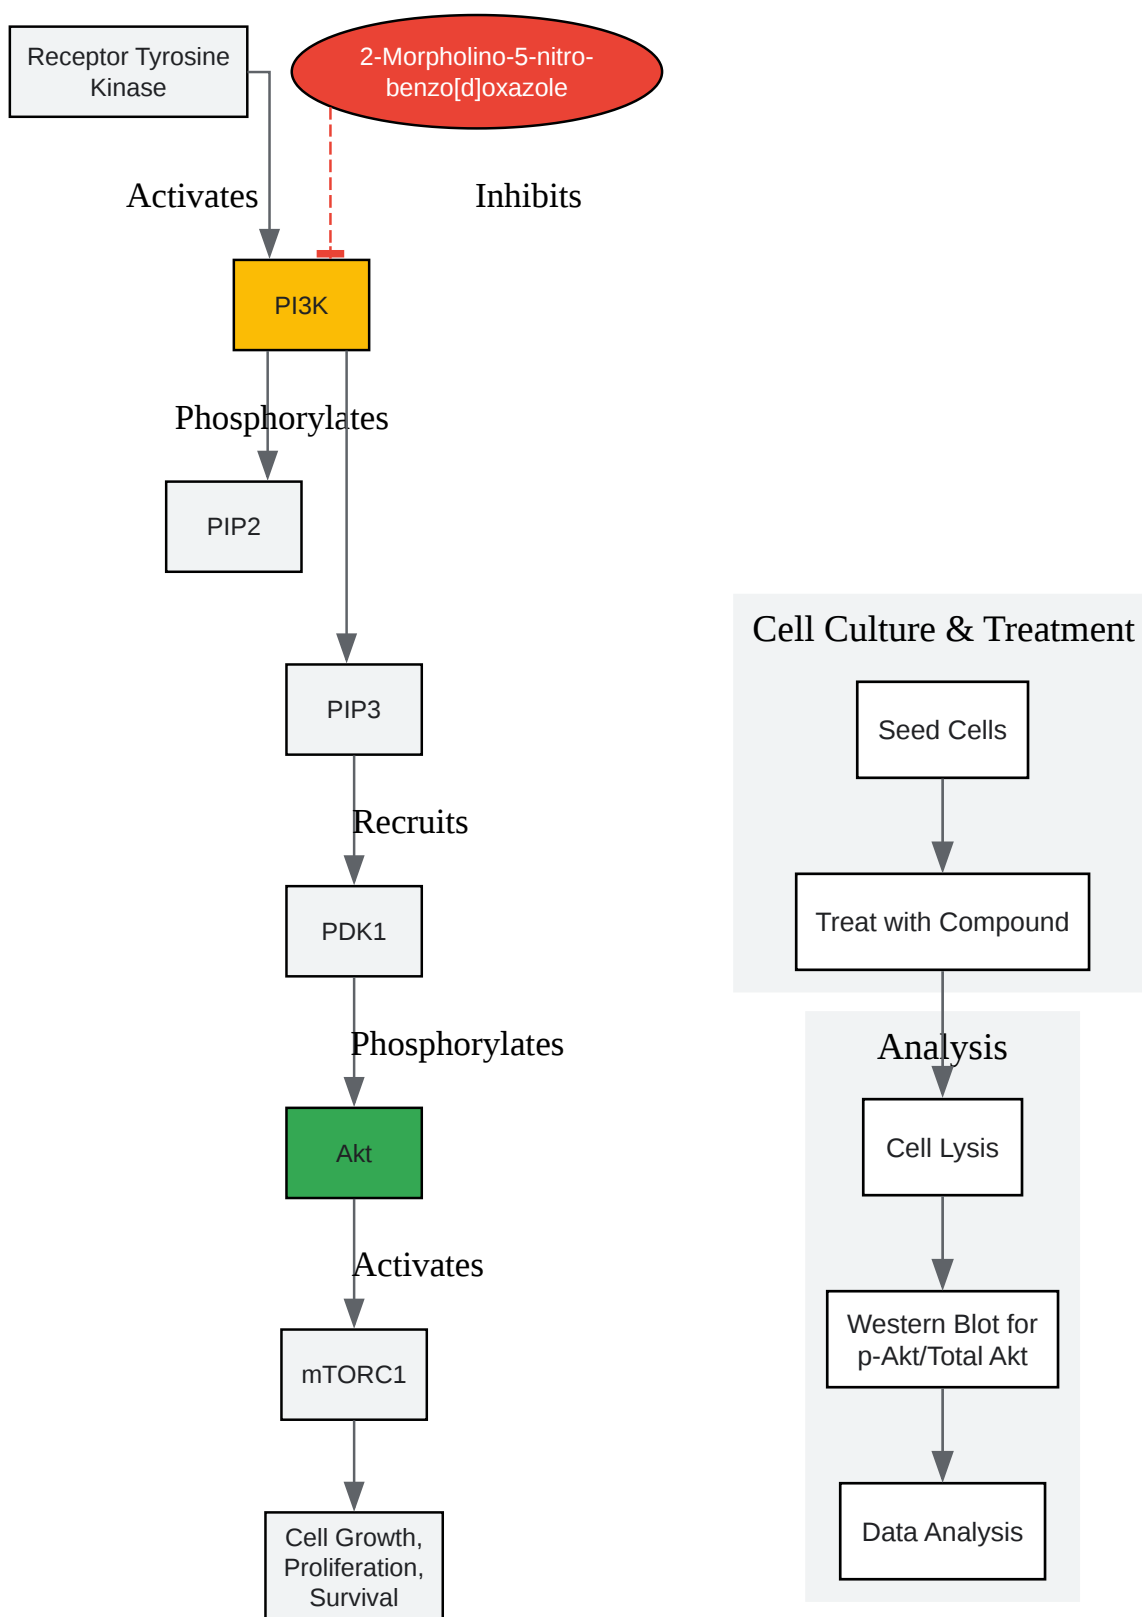 Receptor Tyrosine
Kinase
2-Morpholino-5-nitro-
benzo[d]oxazole
Activates
Inhibits
PI3K
Phosphorylates
PIP2
PIP3
Recruits
PDK1
Phosphorylates
Akt
Activates
mTORC1
Cell Growth,
Proliferation,
Survival
Cell Culture & Treatment
Seed Cells
Treat with Compound
Analysis
Cell Lysis
Western Blot for
p-Akt/Total Akt
Data Analysis